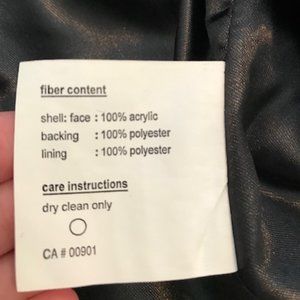 fiber content
shell: face : 100% acrylic
backing : 100% polyester
lining : 100% polyester
care instructions
dry clean only
CA # 00901